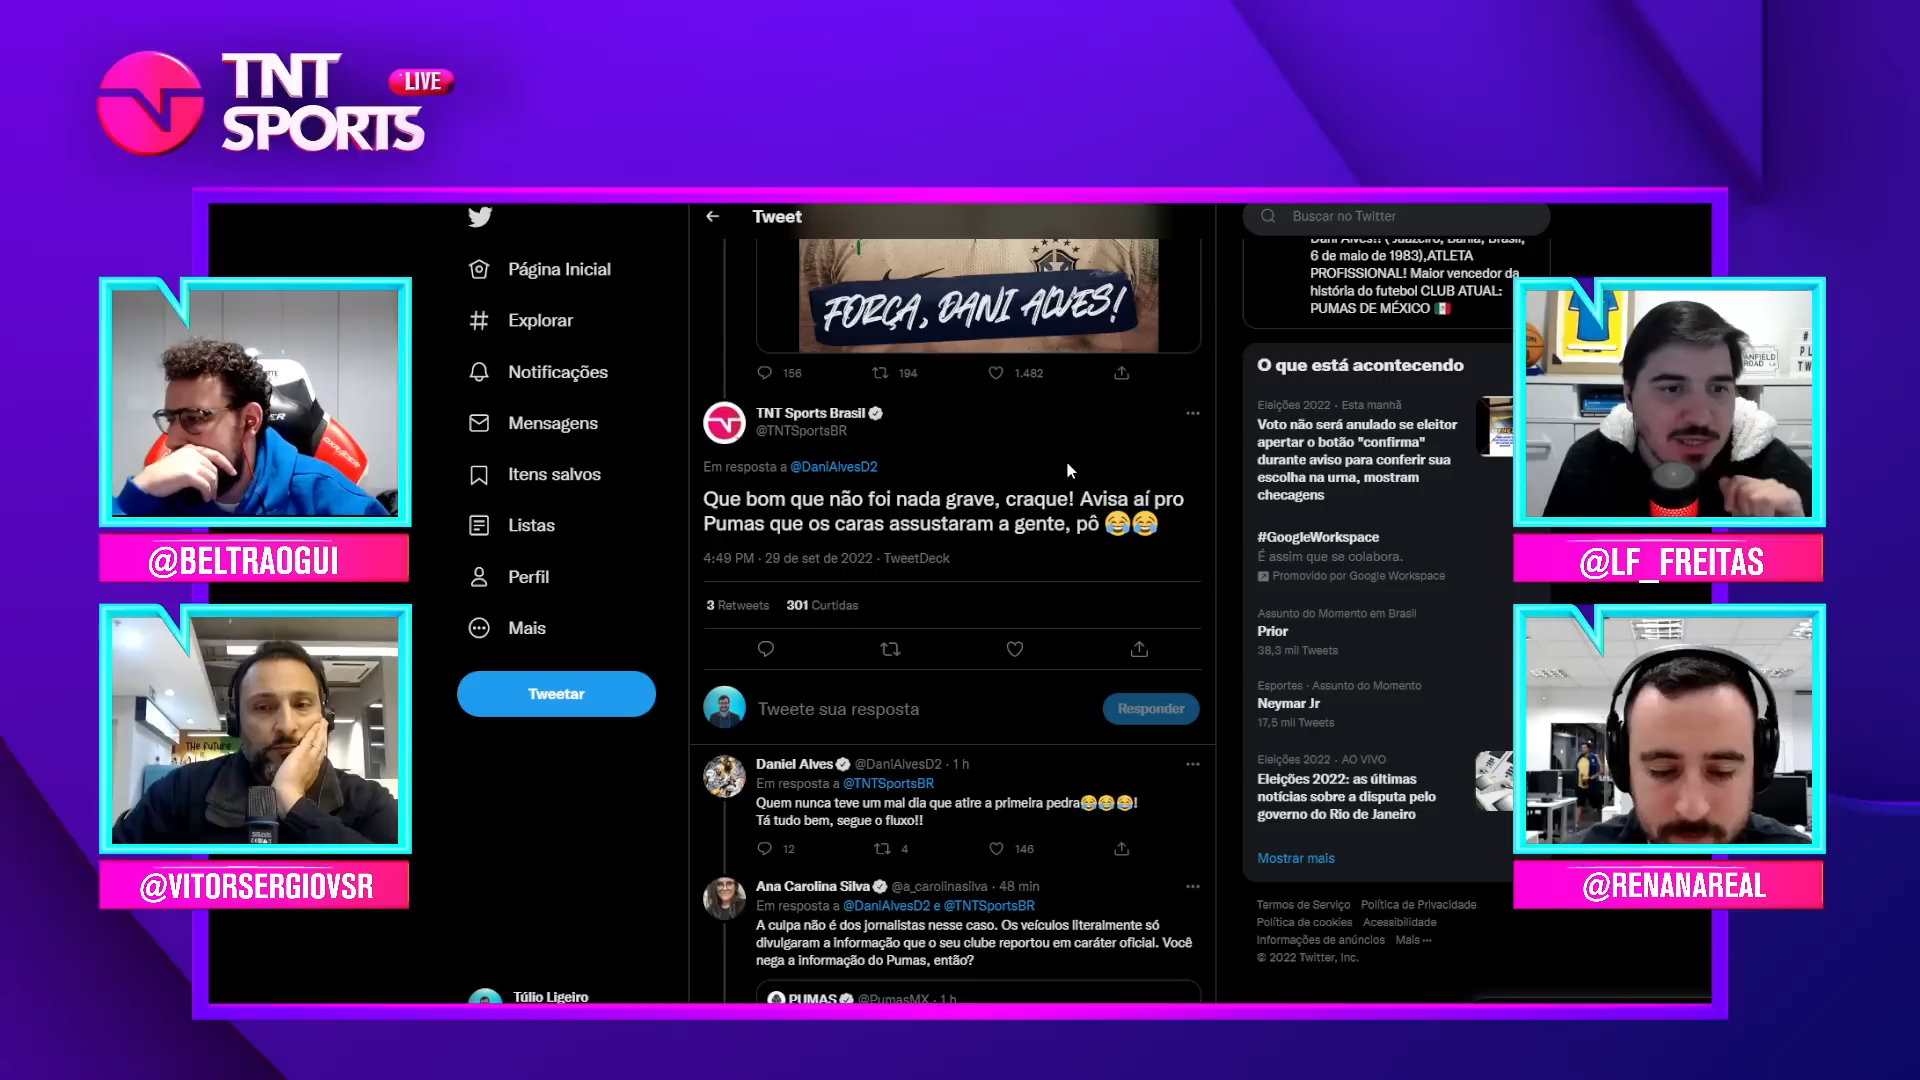 TNT
SPORTS
LIVE
Página Inicial
Explorar
Notificações
Mensagens
Itens salvos
Listas
Perfil
Mais
Tweetar
Túlio Ligeiro
Tweet
FORÇA, DANI ALVES!
156 194 1.482
TNT Sports Brasil
@TNTSportsBR
Em resposta a @DaniAlvesD2
Que bom que não foi nada grave, craque! Avisa aí pro
Pumas que os caras assustaram a gente, pô 😂😂
4:49 PM · 29 de set de 2022 · TweetDeck
3 Retweets 301 Curtidas
Tweete sua resposta
Responder
Daniel Alves @DaniAlvesD2 · 1 h
Em resposta a @TNTSportsBR
Quem nunca teve um mal dia que atire a primeira pedra😂😂😂!
Tá tudo bem, segue o fluxo!!
12 4 146
Ana Carolina Silva @a_carolinasilva · 48 min
Em resposta a @DaniAlvesD2 e @TNTSportsBR
A culpa não é dos jornalistas nesse caso. Os veículos literalmente só
divulgaram a informação que o seu clube reportou em caráter oficial. Você
nega a informação do Pumas, então?
PUMAS @PumasMX · 1 h
Buscar no Twitter
Dani Alves!! ( Juazeiro, Bahia, Brasil,
6 de maio de 1983),ATLETA
PROFISSIONAL! Maior vencedor da
história do futebol CLUB ATUAL:
PUMAS DE MÉXICO 🇲🇽
O que está acontecendo
Eleições 2022 · Esta manhã
Voto não será anulado se eleitor
apertar o botão "confirma"
durante aviso para conferir sua
escolha na urna, mostram
checagens
#GoogleWorkspace
É assim que se colabora.
Promovido por Google Workspace
Assunto do Momento em Brasil
Prior
38,3 mil Tweets
Esportes · Assunto do Momento
Neymar Jr
17,5 mil Tweets
Eleições 2022 · AO VIVO
Eleições 2022: as últimas
notícias sobre a disputa pelo
governo do Rio de Janeiro
Mostrar mais
Termos de Serviço Política de Privacidade
Política de cookies Acessibilidade
Informações de anúncios Mais ···
© 2022 Twitter, Inc.
@BELTRAOGUI
THE FUTURE
@VITORSERGIOVSR
ANFIELD
ROAD
@LF_FREITAS
@RENANAREAL